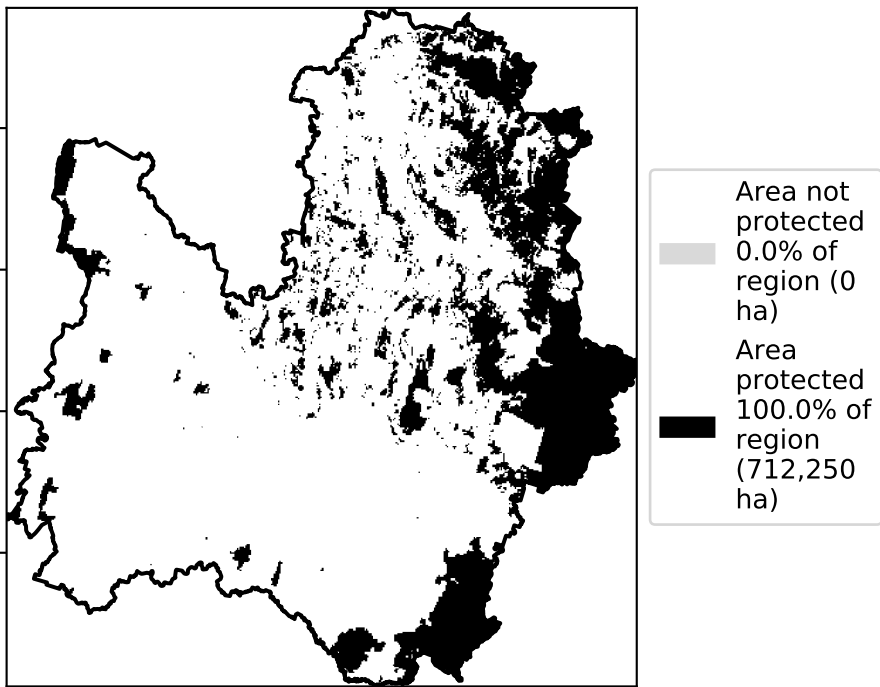 Area not
protected
0.0% of
region (0
ha)
Area
protected
100.0% of
region
(712,250
ha)